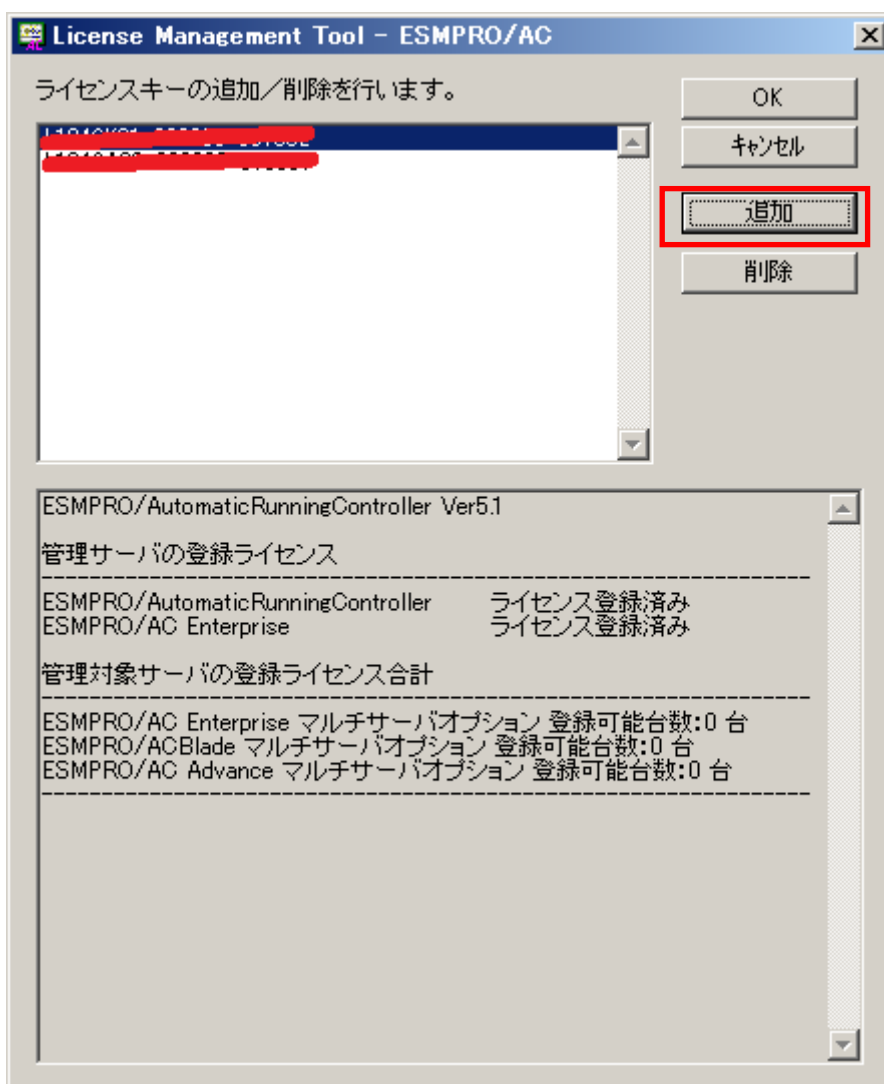 License Management Tool - ESMPRO/AC
ライセンスキーの追加/削除を行います。
OK
キャンセル
追加
削除
ESMPRO/AutomaticRunningController Ver5.1
管理サーバの登録ライセンス
----------------------------------------------------------------
ESMPRO/AutomaticRunningController ライセンス登録済み
ESMPRO/AC Enterprise ライセンス登録済み
管理対象サーバの登録ライセンス合計
----------------------------------------------------------------
ESMPRO/AC Enterprise マルチサーバオプション 登録可能台数:0 台
ESMPRO/ACBlade マルチサーバオプション 登録可能台数:0 台
ESMPRO/AC Advance マルチサーバオプション 登録可能台数:0 台
----------------------------------------------------------------